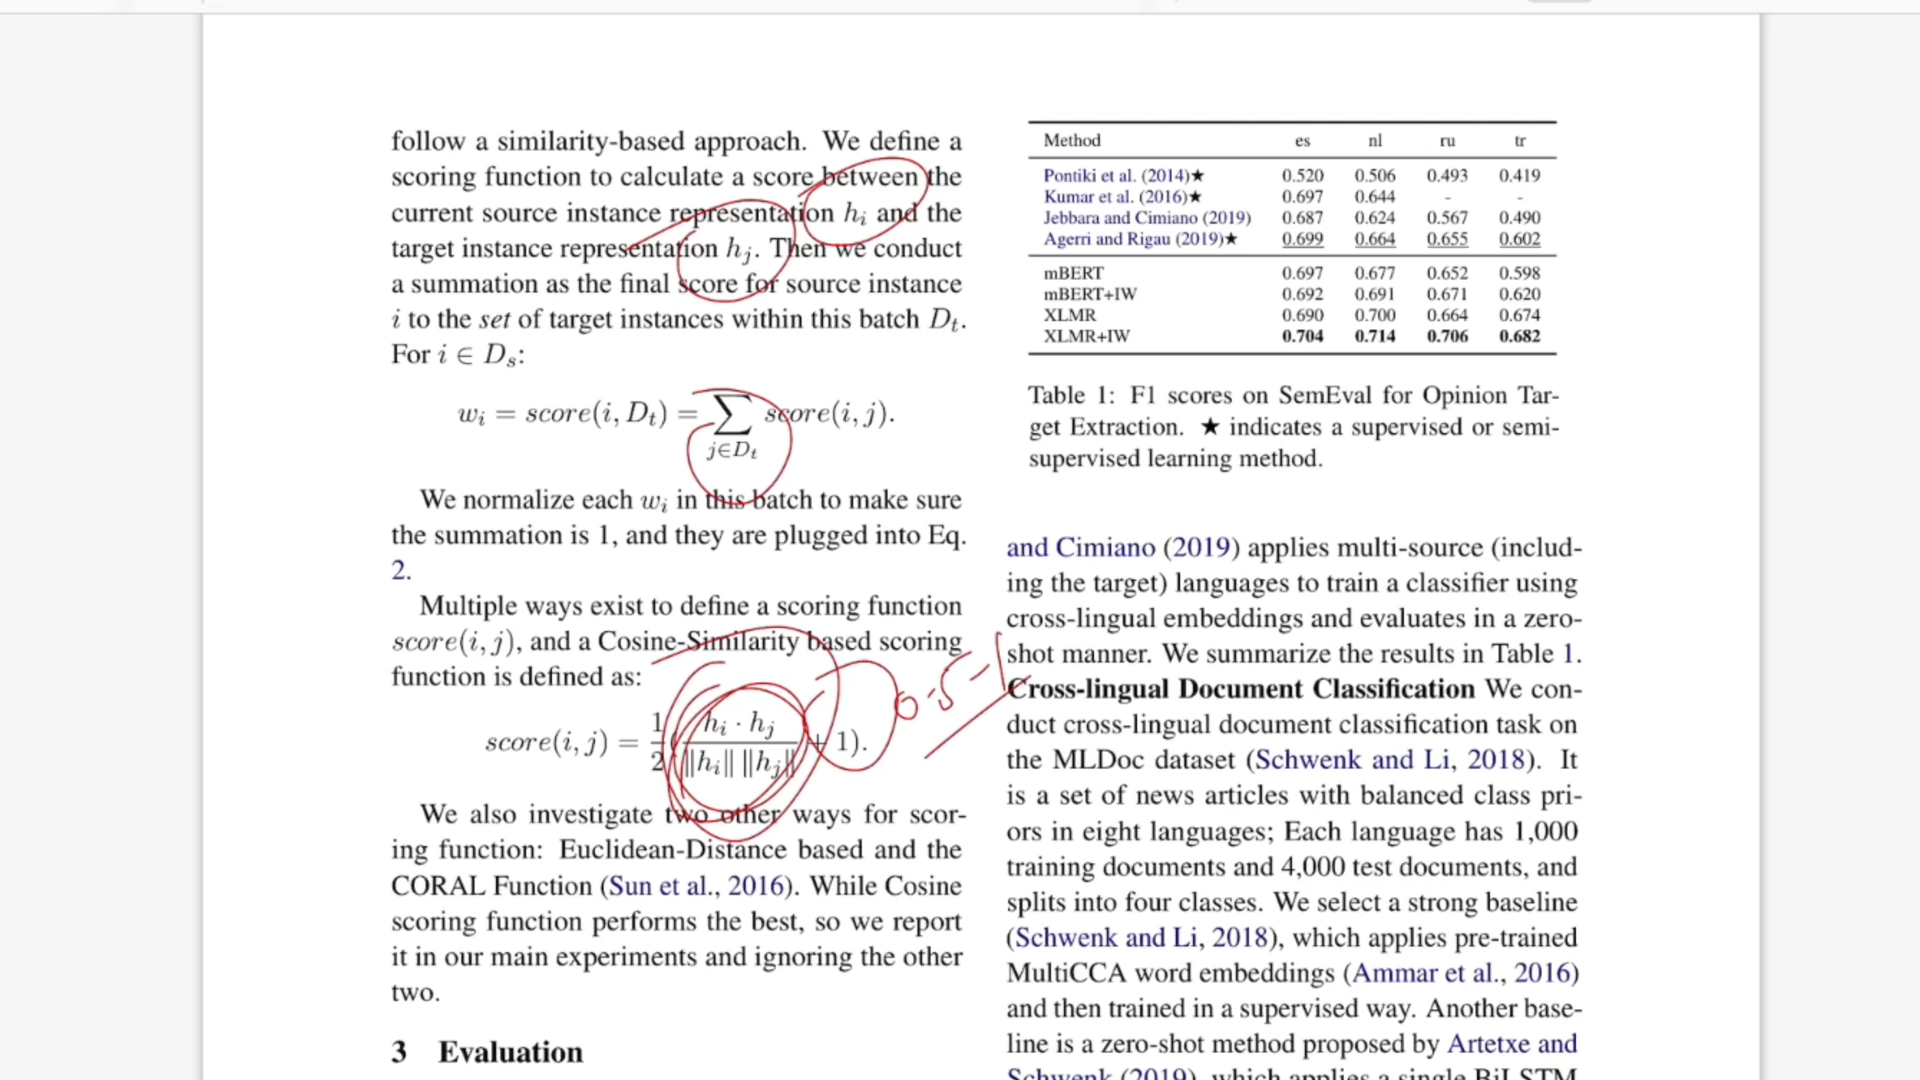 follow a similarity-based approach. We define a
scoring function to calculate a score between the
current source instance representation hᵢ and the
target instance representation hⱼ. Then we conduct
a summation as the final score for source instance
i to the set of target instances within this batch Dₜ.
For i ∈ Dₛ:
wᵢ = score(i, Dₜ) = ∑ score(i, j).
j∈Dₜ
We normalize each wᵢ in this batch to make sure
the summation is 1, and they are plugged into Eq.
2.
Multiple ways exist to define a scoring function
score(i, j), and a Cosine-Similarity based scoring
function is defined as:
score(i, j) = 1/2 (hᵢ · hⱼ / ‖hᵢ‖ ‖hⱼ‖ + 1).
0.5-1
We also investigate two other ways for scor-
ing function: Euclidean-Distance based and the
CORAL Function (Sun et al., 2016). While Cosine
scoring function performs the best, so we report
it in our main experiments and ignoring the other
two.
3 Evaluation
Method es nl ru tr
Pontiki et al. (2014)★ 0.520 0.506 0.493 0.419
Kumar et al. (2016)★ 0.697 0.644 - -
Jebbara and Cimiano (2019) 0.687 0.624 0.567 0.490
Agerri and Rigau (2019)★ 0.699 0.664 0.655 0.602
mBERT 0.697 0.677 0.652 0.598
mBERT+IW 0.692 0.691 0.671 0.620
XLMR 0.690 0.700 0.664 0.674
XLMR+IW 0.704 0.714 0.706 0.682
Table 1: F1 scores on SemEval for Opinion Tar-
get Extraction. ★ indicates a supervised or semi-
supervised learning method.
and Cimiano (2019) applies multi-source (includ-
ing the target) languages to train a classifier using
cross-lingual embeddings and evaluates in a zero-
shot manner. We summarize the results in Table 1.
Cross-lingual Document Classification We con-
duct cross-lingual document classification task on
the MLDoc dataset (Schwenk and Li, 2018). It
is a set of news articles with balanced class pri-
ors in eight languages; Each language has 1,000
training documents and 4,000 test documents, and
splits into four classes. We select a strong baseline
(Schwenk and Li, 2018), which applies pre-trained
MultiCCA word embeddings (Ammar et al., 2016)
and then trained in a supervised way. Another base-
line is a zero-shot method proposed by Artetxe and
Schwenk (2019), which applies a single BiLSTM